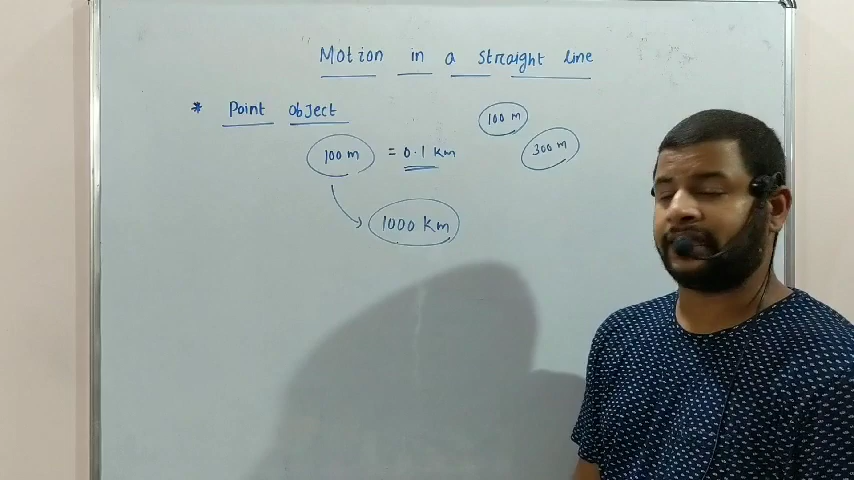 Motion in a straight line
* Point object
100 m
100 m = 0.1 Km
300 m
1000 Km